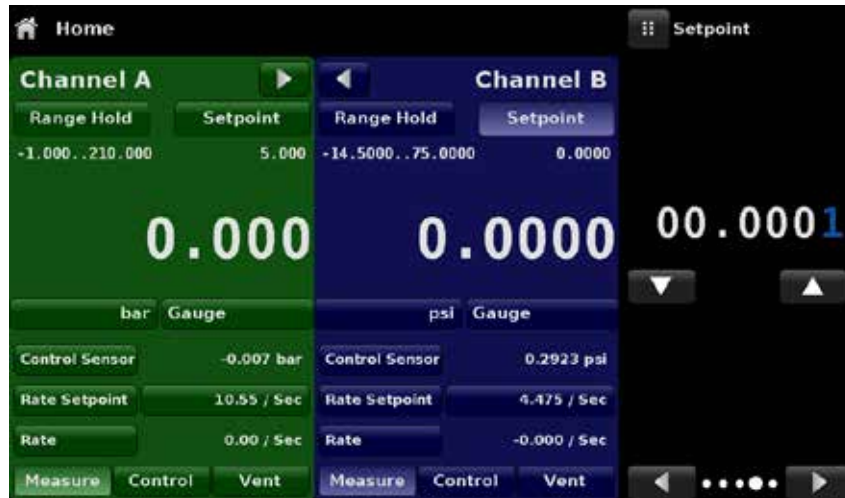 Home
Setpoint
Channel A
Channel B
Range Hold Setpoint
Range Hold Setpoint
-1.000..210.000 5.000
-14.5000..75.0000 0.0000
0.000
0.0000
00.0001
bar Gauge
psi Gauge
Control Sensor -0.007 bar
Control Sensor 0.2923 psi
Rate Setpoint 10.55 / Sec
Rate Setpoint 4.475 / Sec
Rate 0.00 / Sec
Rate -0.000 / Sec
Measure Control Vent
Measure Control Vent